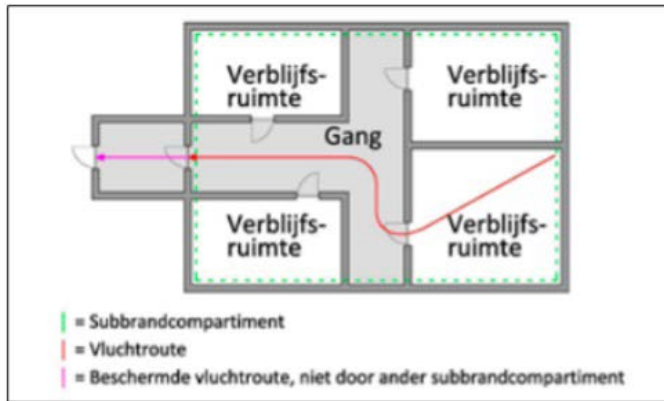 Verblijfs-
ruimte
Verblijfs-
ruimte
Gang
Verblijfs-
ruimte
Verblijfs-
ruimte
= Subbrandcompartiment
= Vluchtroute
= Beschermde vluchtroute, niet door ander subbrandcompartiment